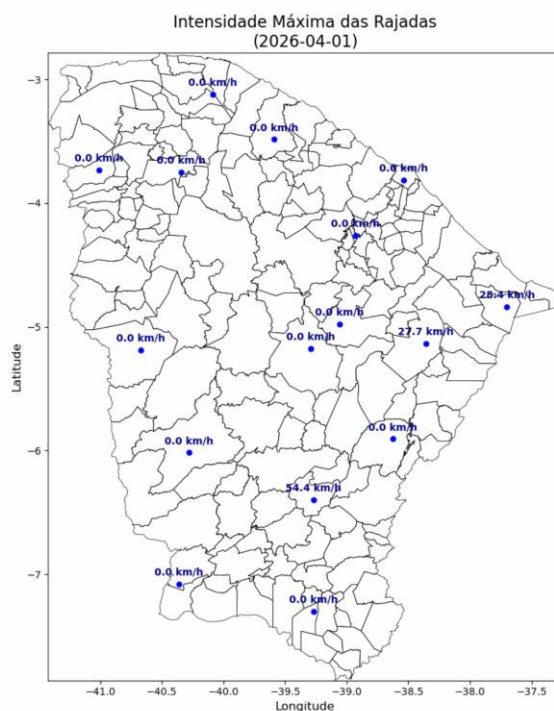 Intensidade Máxima das Rajadas
(2026-04-01)
−3
0.0 km/h
0.0 km/h
0.0 km/h
0.0 km/h
0.0 km/h
−4
0.0 km/h
28.4 km/h
0.0 km/h
−5
0.0 km/h
0.0 km/h
27.7 km/h
Latitude
0.0 km/h
−6
0.0 km/h
54.4 km/h
−7
0.0 km/h
0.0 km/h
−41.0
−40.5
−40.0
−39.5
−39.0
−38.5
−38.0
−37.5
Longitude